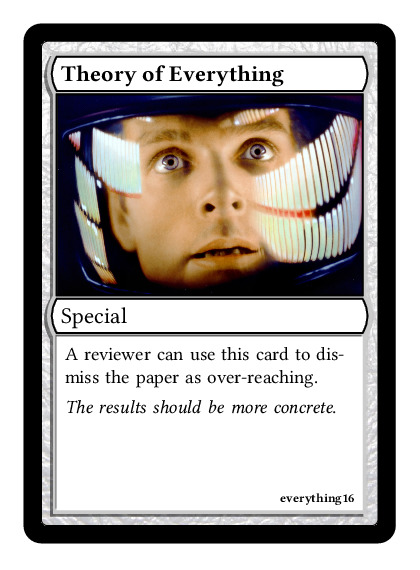 Theory of Everything
Special
A reviewer can use this card to dis-
miss the paper as over-reaching.
The results should be more concrete.
everything16